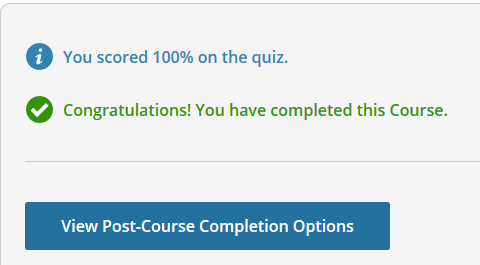 You scored 100% on the quiz.
Congratulations! You have completed this Course.
View Post-Course Completion Options